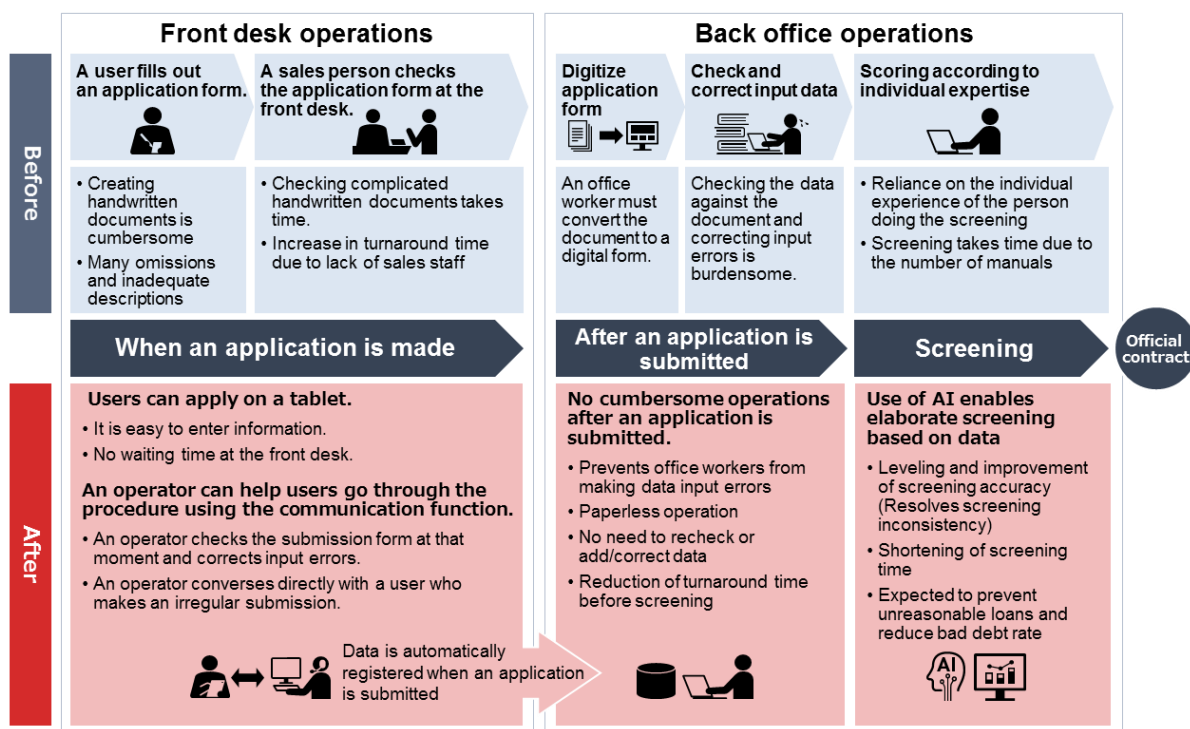 Front desk operations
Back office operations
Before
A user fills out
an application form.
A sales person checks
the application form at the
front desk.
Digitize
application
form
Check and
correct input data
Scoring according to
individual expertise
• Creating
handwritten
documents is
cumbersome
• Many omissions
and inadequate
descriptions
• Checking complicated
handwritten documents takes
time.
• Increase in turnaround time
due to lack of sales staff
An office
worker must
convert the
document to a
digital form.
Checking the data
against the
document and
correcting input
errors is
burdensome.
• Reliance on the individual
experience of the person
doing the screening
• Screening takes time due to
the number of manuals
When an application is made
After an application is
submitted
Screening
Official
contract
After
Users can apply on a tablet.
• It is easy to enter information.
• No waiting time at the front desk.
An operator can help users go through the
procedure using the communication function.
• An operator checks the submission form at that
moment and corrects input errors.
• An operator converses directly with a user who
makes an irregular submission.
Data is automatically
registered when an application
is submitted
No cumbersome operations
after an application is
submitted.
• Prevents office workers from
making data input errors
• Paperless operation
• No need to recheck or
add/correct data
• Reduction of turnaround time
before screening
Use of AI enables
elaborate screening
based on data
• Leveling and improvement
of screening accuracy
(Resolves screening
inconsistency)
• Shortening of screening
time
• Expected to prevent
unreasonable loans and
reduce bad debt rate
AI